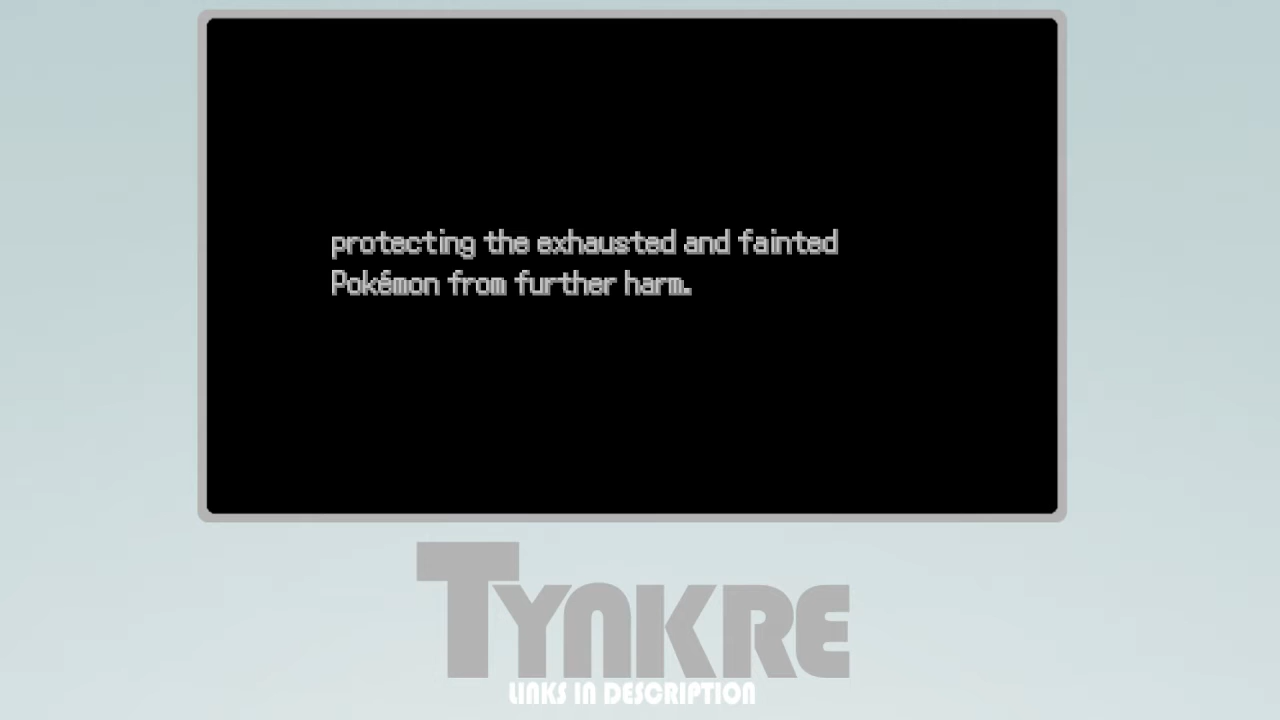 protecting the exhausted and fainted
Pokémon from further harm.
TYNKRE
LINKS IN DESCRIPTION